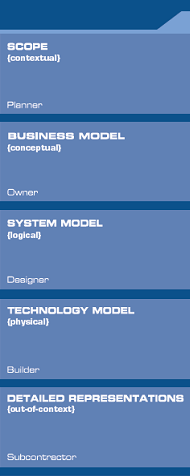 SCOPE
{contextual}
Planner
BUSINESS MODEL
{conceptual}
Owner
SYSTEM MODEL
{logical}
Designer
TECHNOLOGY MODEL
{physical}
Builder
DETAILED REPRESENTATIONS
{out-of-context}
Subcontractor